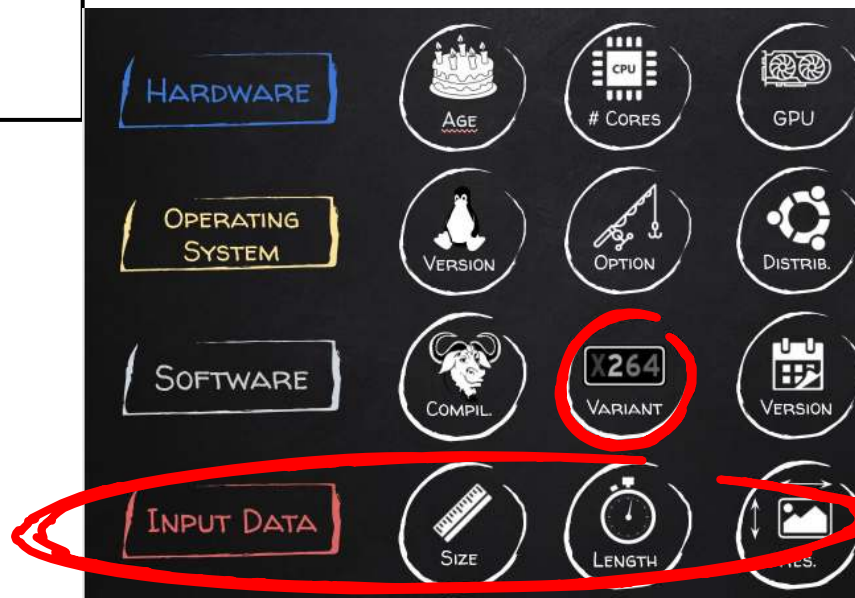 HARDWARE
AGE
# CORES
GPU
CPU
OPERATING
SYSTEM
VERSION
OPTION
DISTRIB.
SOFTWARE
COMPIL.
X264
VARIANT
VERSION
INPUT DATA
SIZE
LENGTH